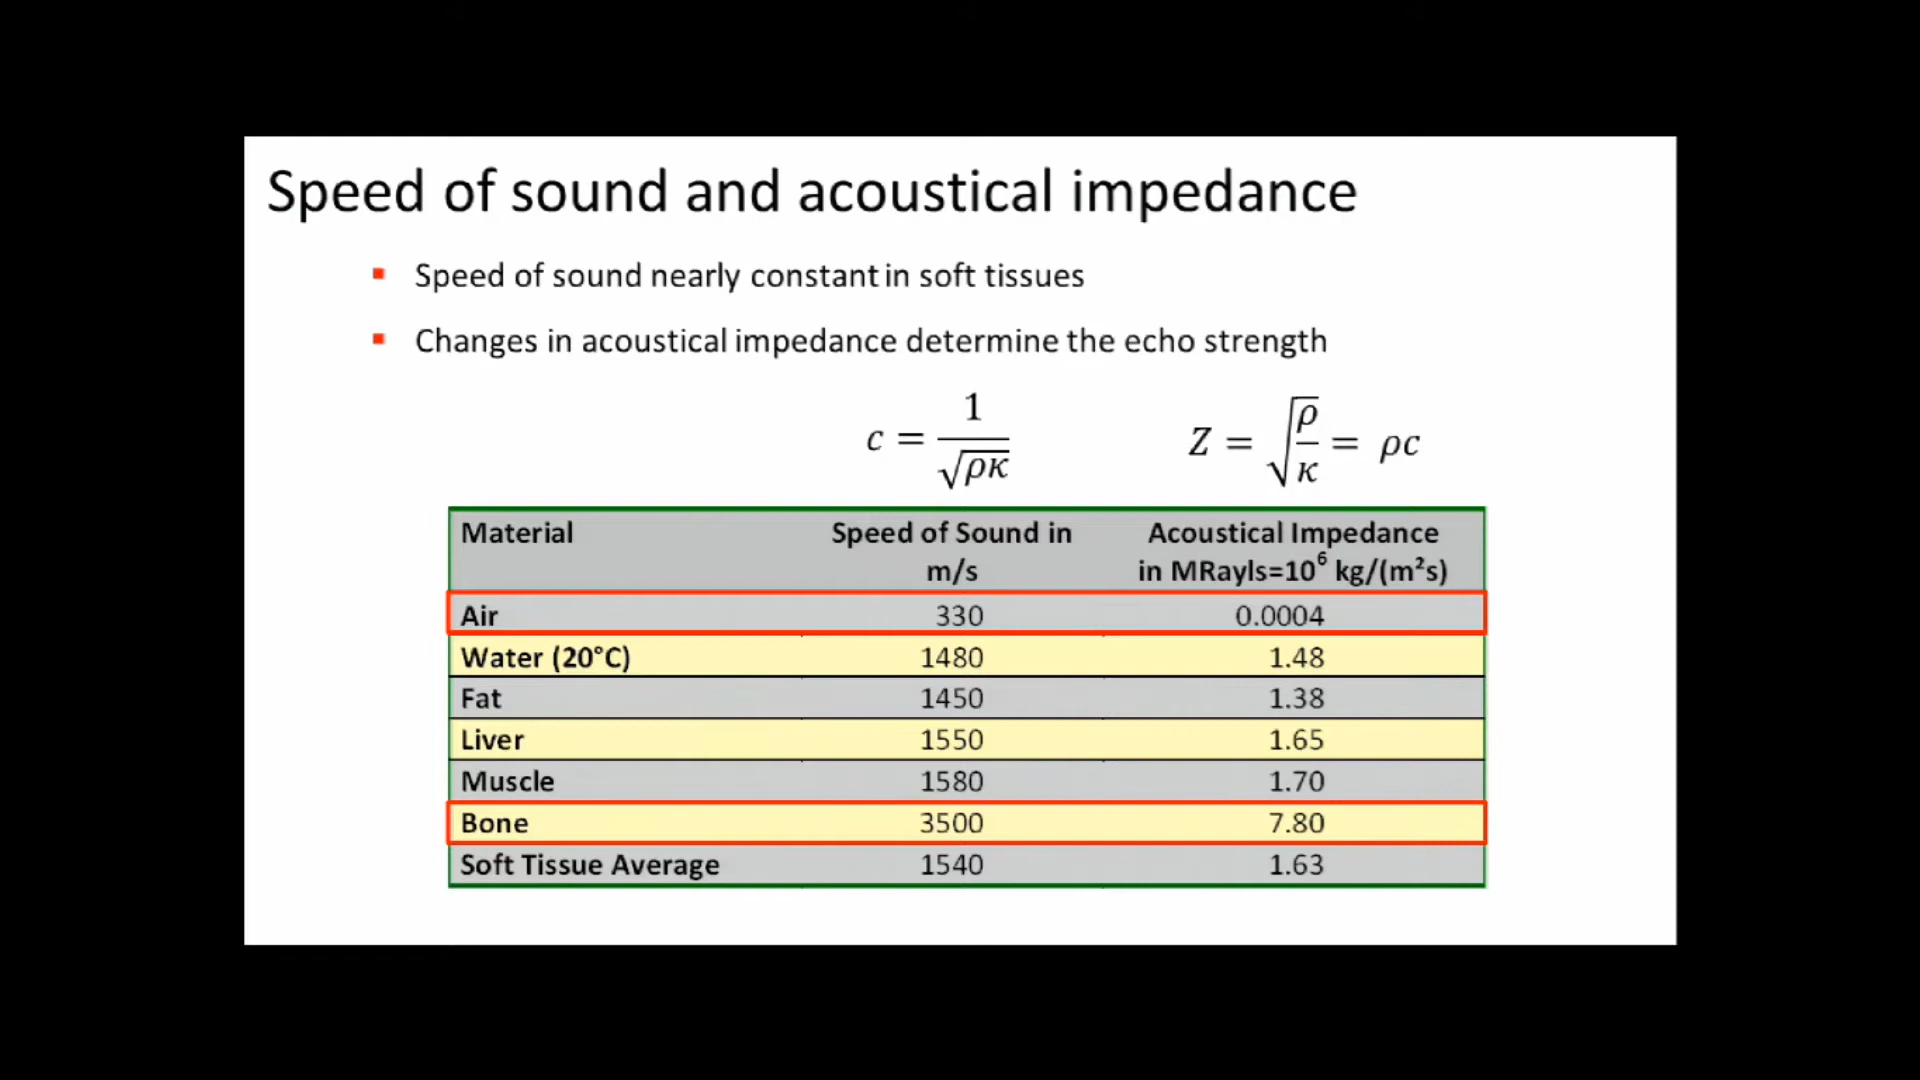 Speed of sound and acoustical impedance
▪ Speed of sound nearly constant in soft tissues
▪ Changes in acoustical impedance determine the echo strength
c = 1/√(ρκ)   Z = √(ρ/κ) = ρc
Material   Speed of Sound in m/s   Acoustical Impedance in MRayls=10⁶ kg/(m²s)
Air   330   0.0004
Water (20°C)   1480   1.48
Fat   1450   1.38
Liver   1550   1.65
Muscle   1580   1.70
Bone   3500   7.80
Soft Tissue Average   1540   1.63